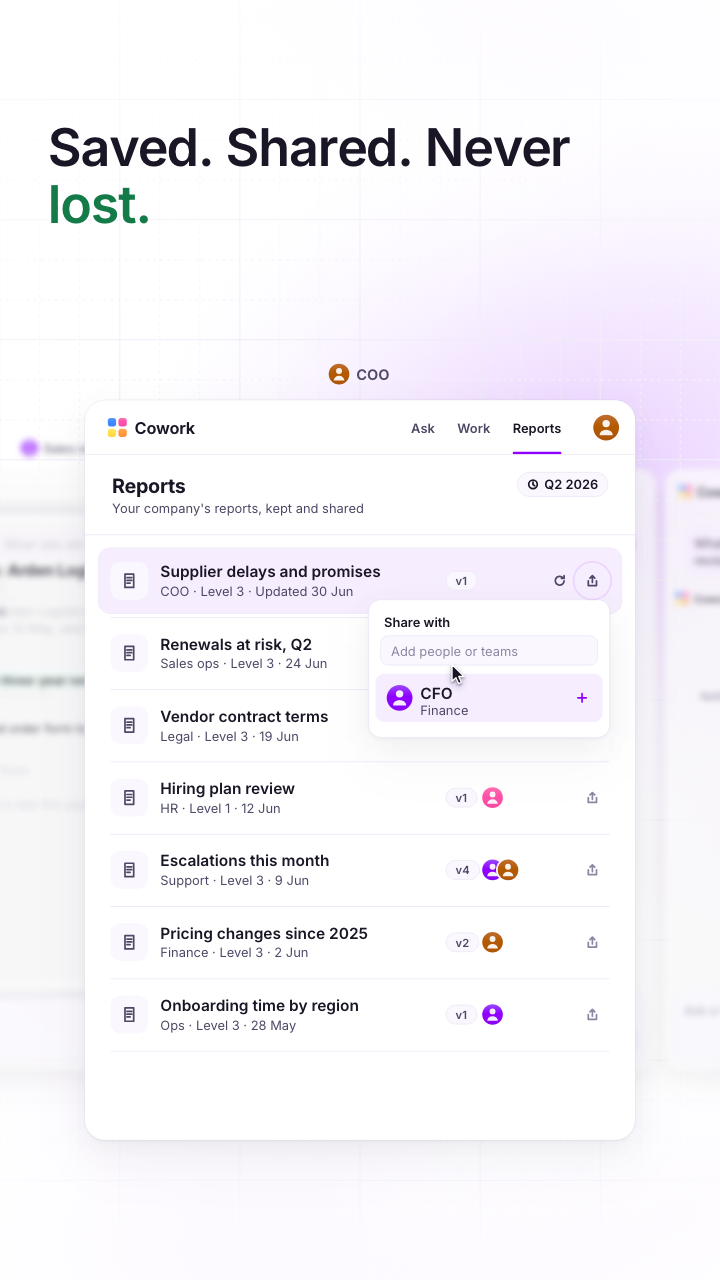 Saved. Shared. Never
lost.
COO
Cowork
Ask
Work
Reports
Reports
Q2 2026
Your company's reports, kept and shared
Supplier delays and promises
v1
COO · Level 3 · Updated 30 Jun
Share with
Add people or teams
CFO
Finance
Renewals at risk, Q2
Sales ops · Level 3 · 24 Jun
Vendor contract terms
Legal · Level 3 · 19 Jun
Hiring plan review
v1
HR · Level 1 · 12 Jun
Escalations this month
v4
Support · Level 3 · 9 Jun
Pricing changes since 2025
v2
Finance · Level 3 · 2 Jun
Onboarding time by region
v1
Ops · Level 3 · 28 May